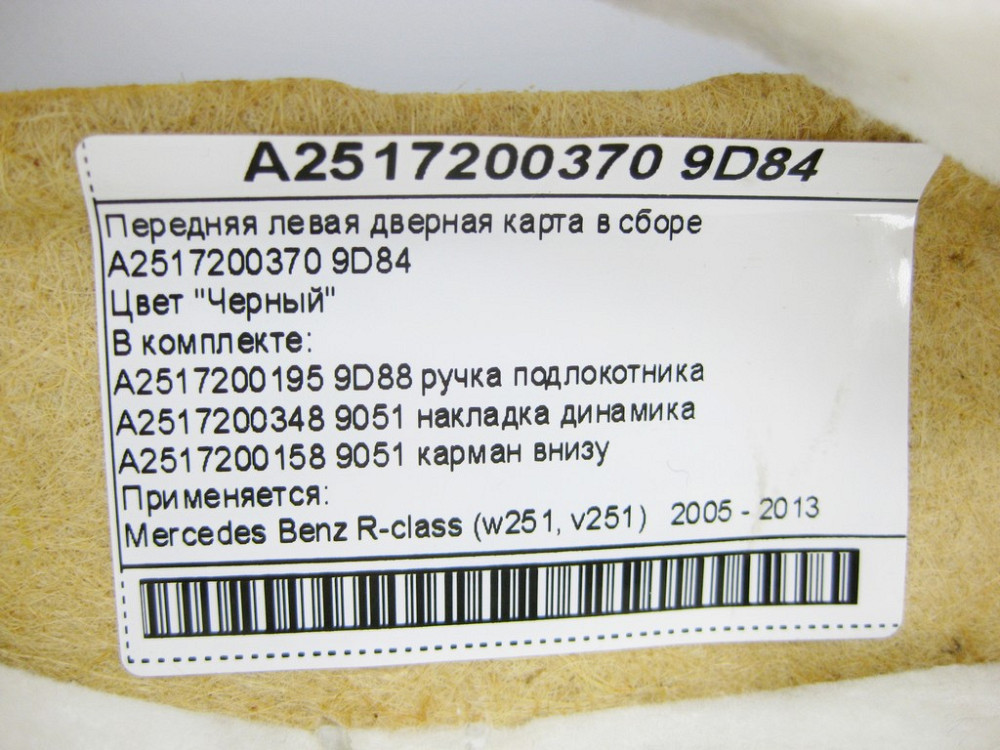 A2517200370 9D84
Передняя левая дверная карта в сборе
A2517200370 9D84
Цвет "Черный"
В комплекте:
A2517200195 9D88 ручка подлокотника
A2517200348 9051 накладка динамика
A2517200158 9051 карман внизу
Применяется:
Mercedes Benz R-class (w251, v251) 2005 - 2013